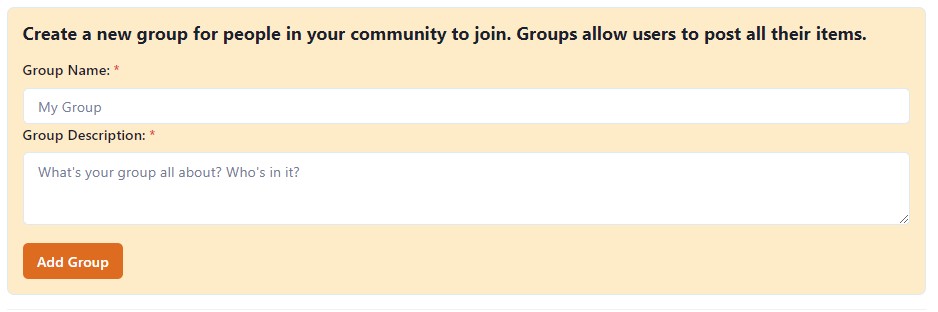 Create a new group for people in your community to join. Groups allow users to post all their items.
Group Name: *
My Group
Group Description: *
What's your group all about? Who's in it?
Add Group